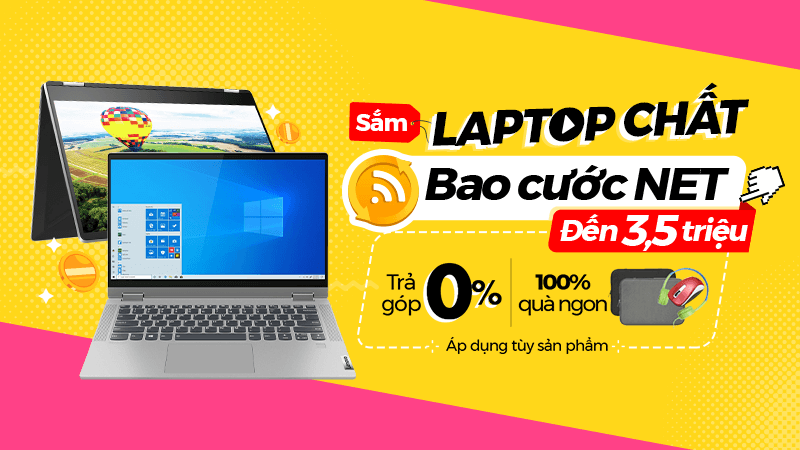 Sắm
LAPTOP CHẤT
Bao cước NET
Đến 3,5 triệu
Trả góp 0%
100% quà ngon
Áp dụng tùy sản phẩm